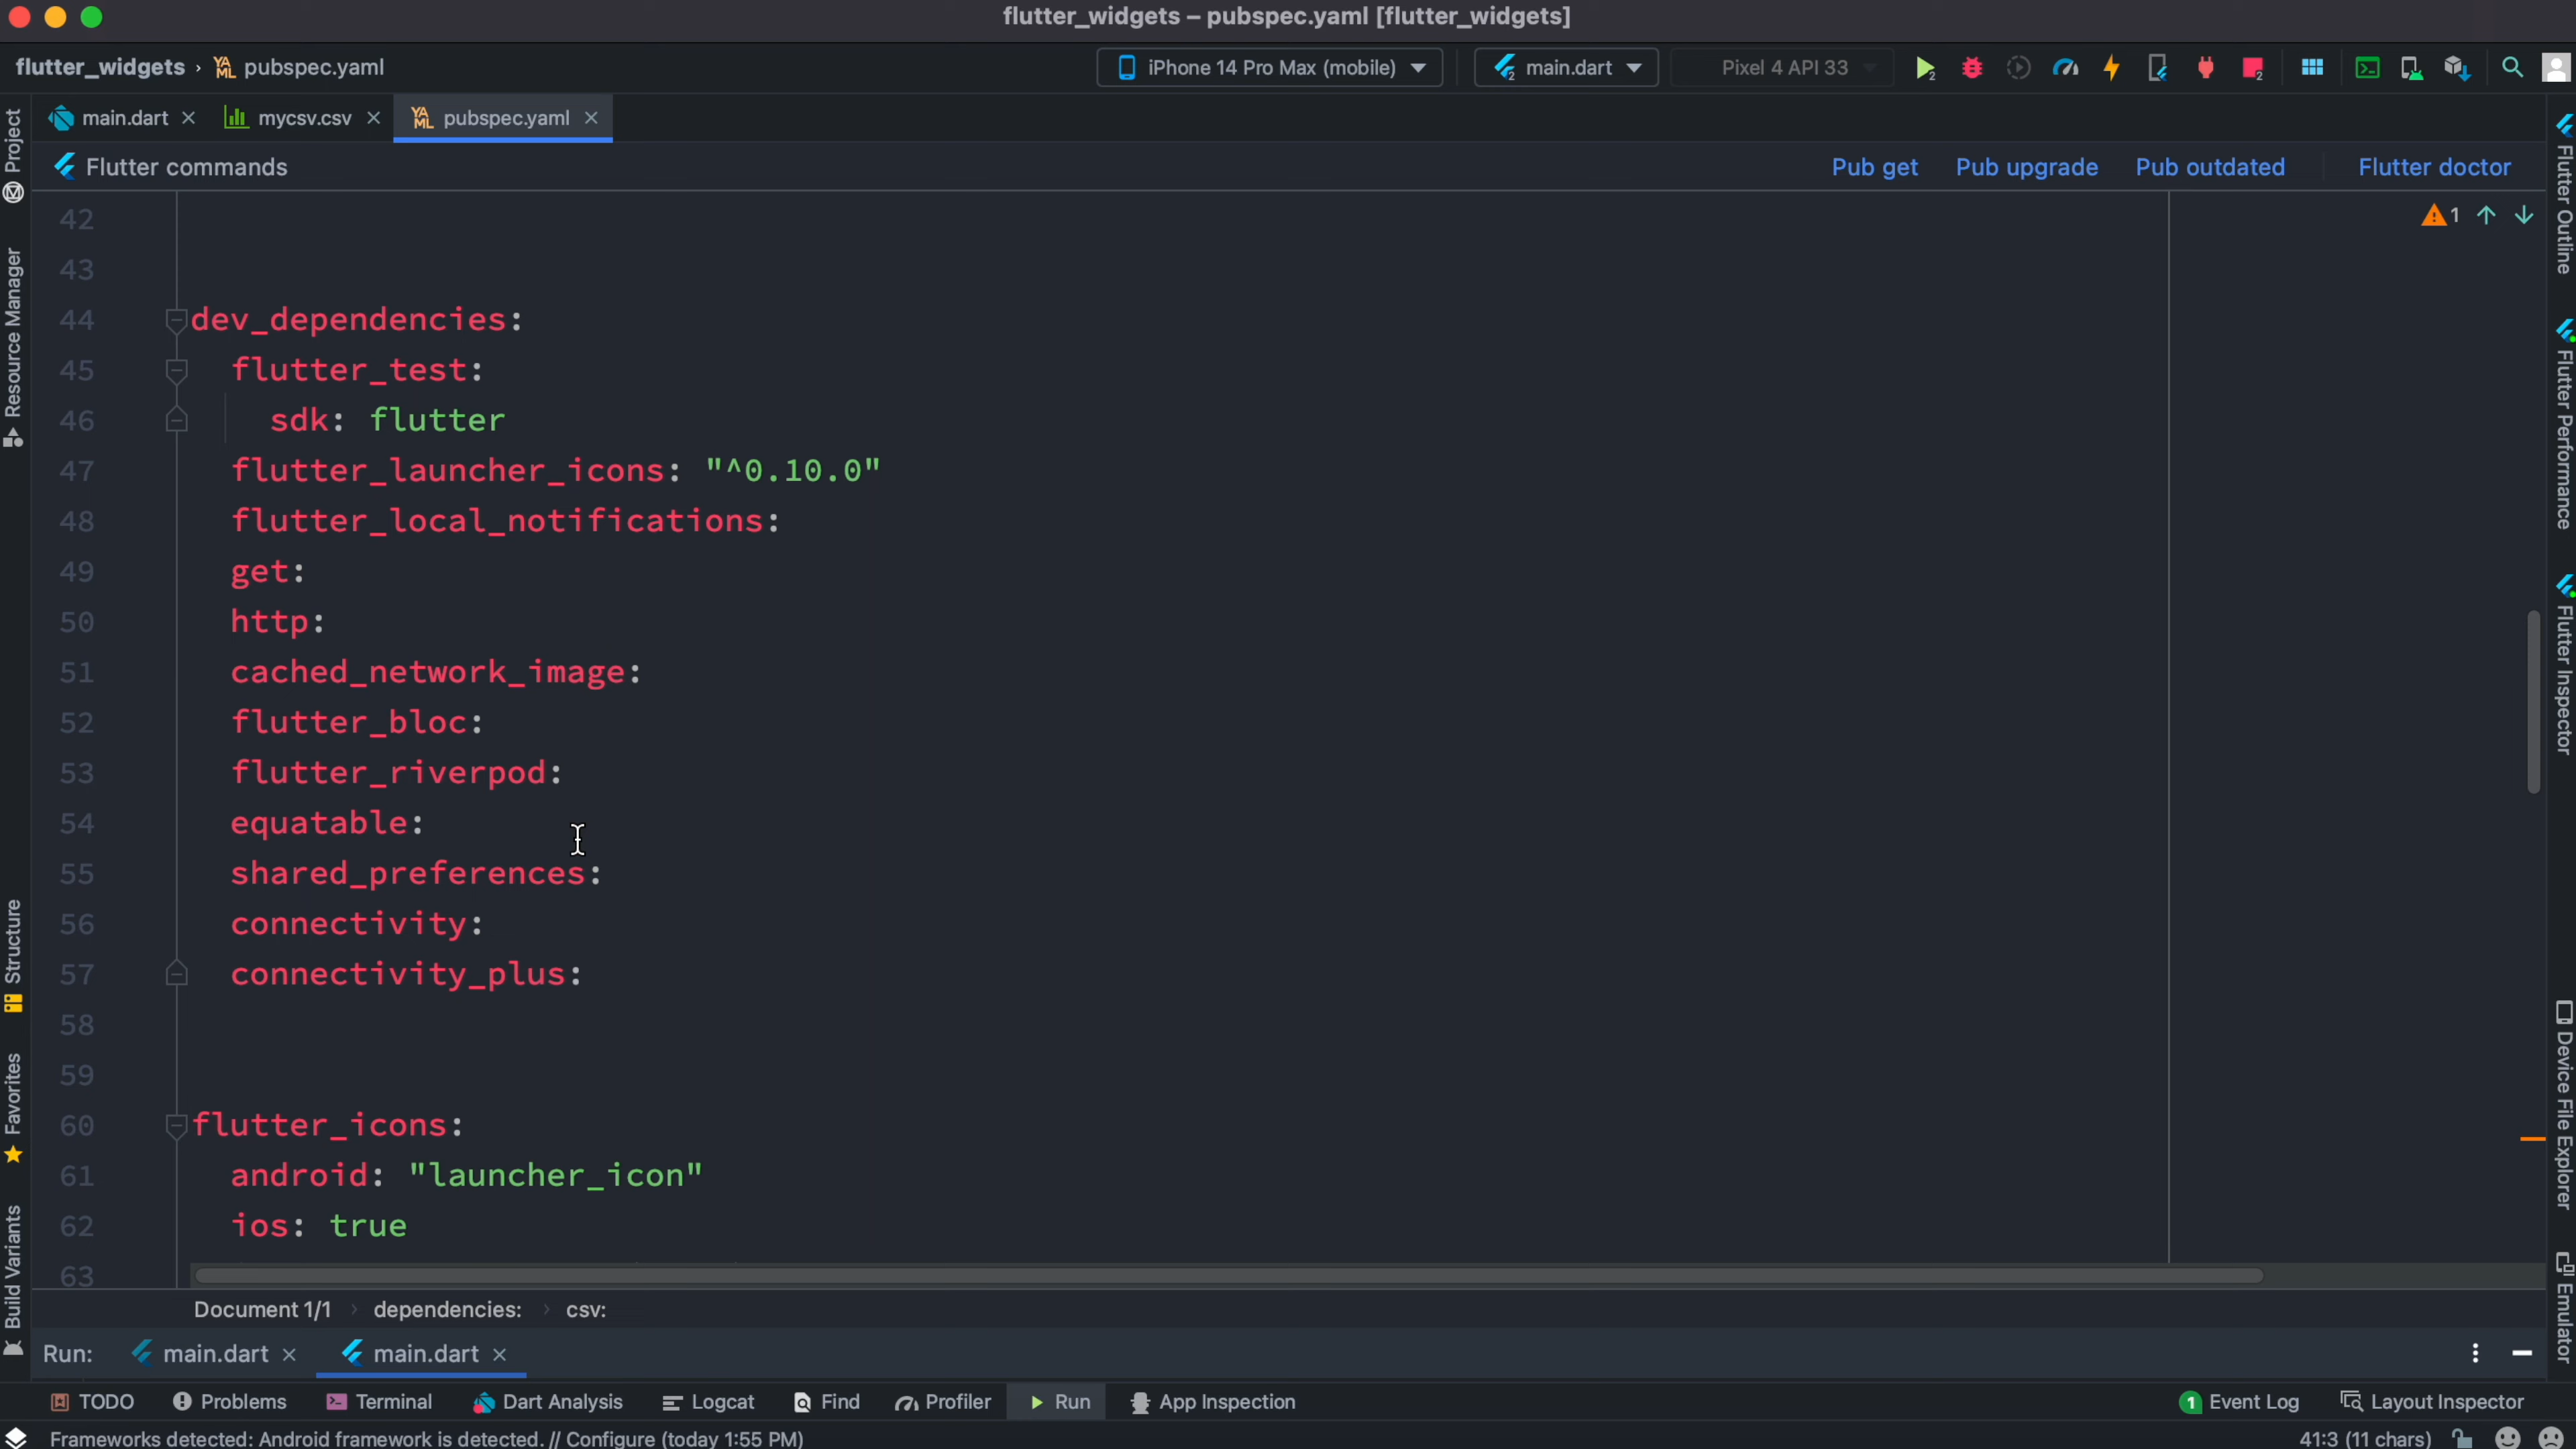 flutter_widgets – pubspec.yaml [flutter_widgets]
flutter_widgets › pubspec.yaml
iPhone 14 Pro Max (mobile)
main.dart
Pixel 4 API 33
main.dart
mycsv.csv
pubspec.yaml
Flutter commands
Pub get
Pub upgrade
Pub outdated
Flutter doctor
1
42
43
44 dev_dependencies:
45 flutter_test:
46 sdk: flutter
47 flutter_launcher_icons: "^0.10.0"
48 flutter_local_notifications:
49 get:
50 http:
51 cached_network_image:
52 flutter_bloc:
53 flutter_riverpod:
54 equatable:
55 shared_preferences:
56 connectivity:
57 connectivity_plus:
58
59
60 flutter_icons:
61 android: "launcher_icon"
62 ios: true
63
Project
Resource Manager
Structure
Favorites
Build Variants
Flutter Outline
Flutter Performance
Flutter Inspector
Device File Explorer
Emulator
Document 1/1 › dependencies: › csv:
Run: main.dart main.dart
TODO
Problems
Terminal
Dart Analysis
Logcat
Find
Profiler
Run
App Inspection
1 Event Log
Layout Inspector
Frameworks detected: Android framework is detected. // Configure (today 1:55 PM)
41:3 (11 chars)